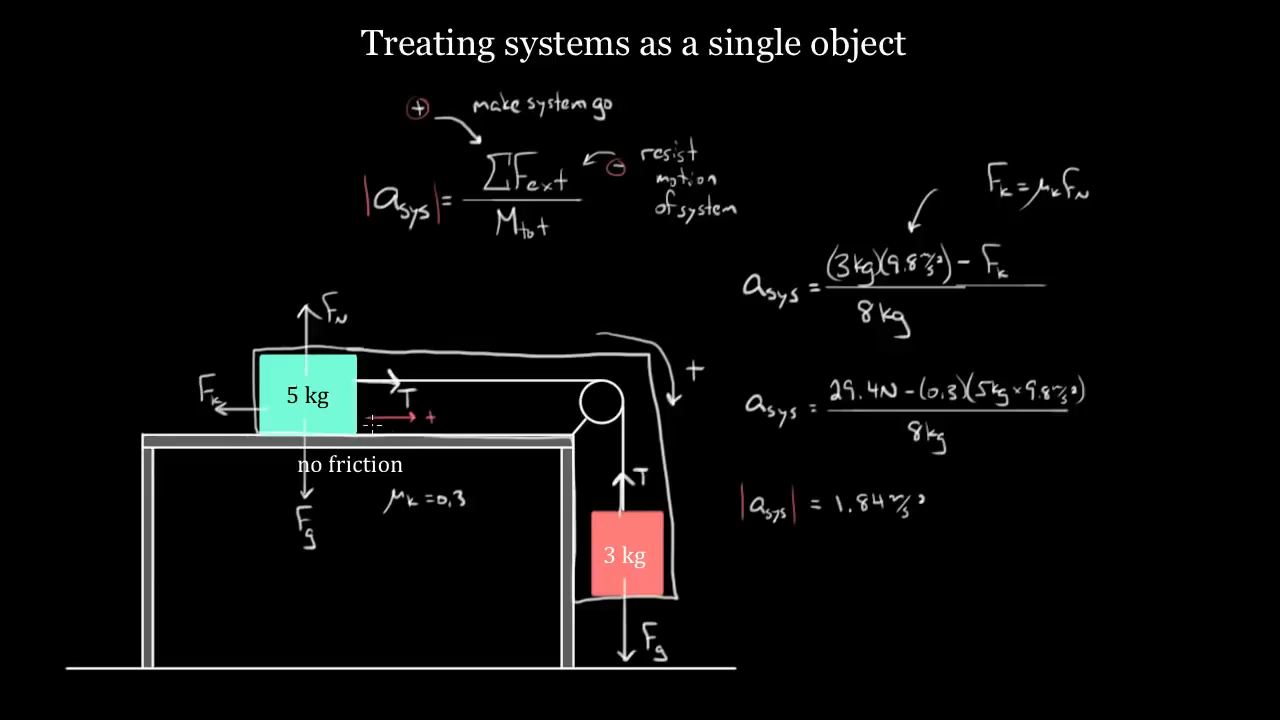 Treating systems as a single object
+ make system go
|a_sys| = ΣF_ext / M_tot
- resist
motion
of system
F_k = μ_k F_N
a_sys = (3kg)(9.8 m/s²) - F_k / 8kg
F_N
+
F_k
5 kg
T
+
a_sys = 29.4N - (0.3)(5kg × 9.8 m/s²) / 8kg
no friction
T
μ_k = 0.3
|a_sys| = 1.84 m/s²
F_g
3 kg
F_g